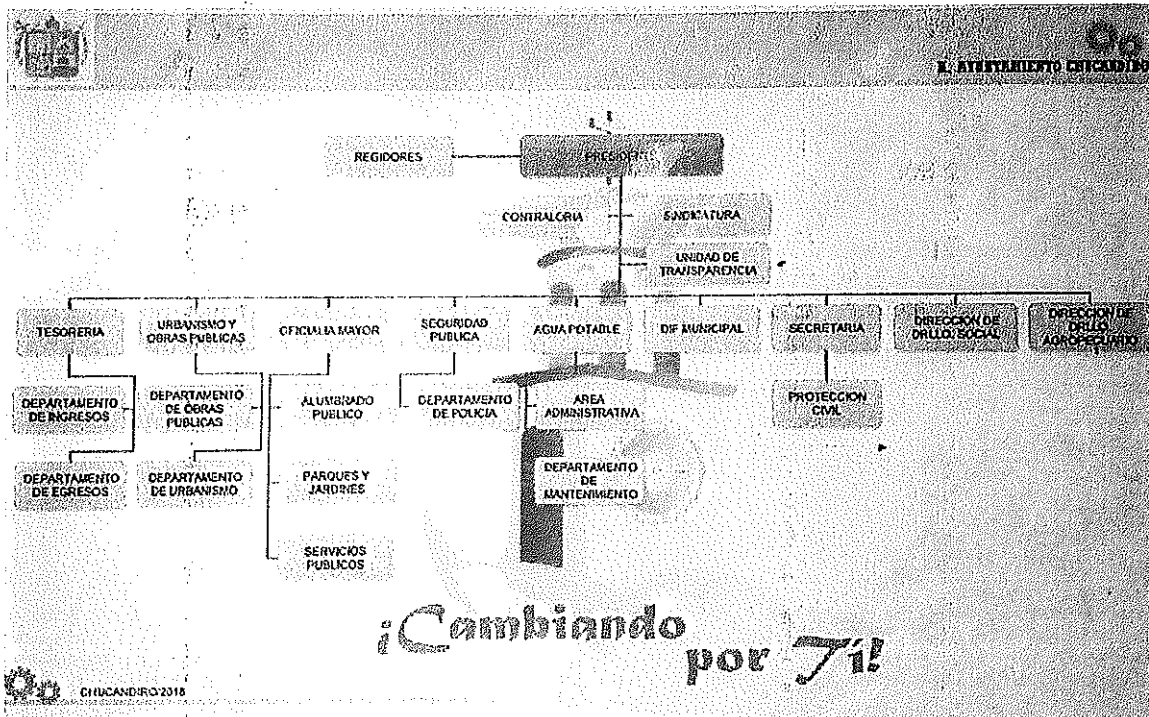 H. AYUNTAMIENTO CHUCANDIRO
REGIDORES
CONTRALORIA
SINDICATURA
UNIDAD DE
TRANSPARENCIA
TESORERIA
URBANISMO Y
OBRAS PUBLICAS
OFICIALIA MAYOR
SEGURIDAD
PUBLICA
AGUA POTABLE
DIF MUNICIPAL
SECRETARIA
DIRECCION DE
DRLLO. SOCIAL
DIRECCION DE
DRLLO.
AGROPECUARIO
DEPARTAMENTO
DE INGRESOS
DEPARTAMENTO
DE OBRAS
PUBLICAS
ALUMBRADO
PUBLICO
DEPARTAMENTO
DE POLICIA
AREA
ADMINISTRATIVA
PROTECCION
CIVIL
DEPARTAMENTO
DE EGRESOS
DEPARTAMENTO
DE URBANISMO
PARQUES Y
JARDINES
DEPARTAMENTO
DE
MANTENIMIENTO
SERVICIOS
PUBLICOS
¡Cambiando
por Tí!
CHUCANDIRO/2018